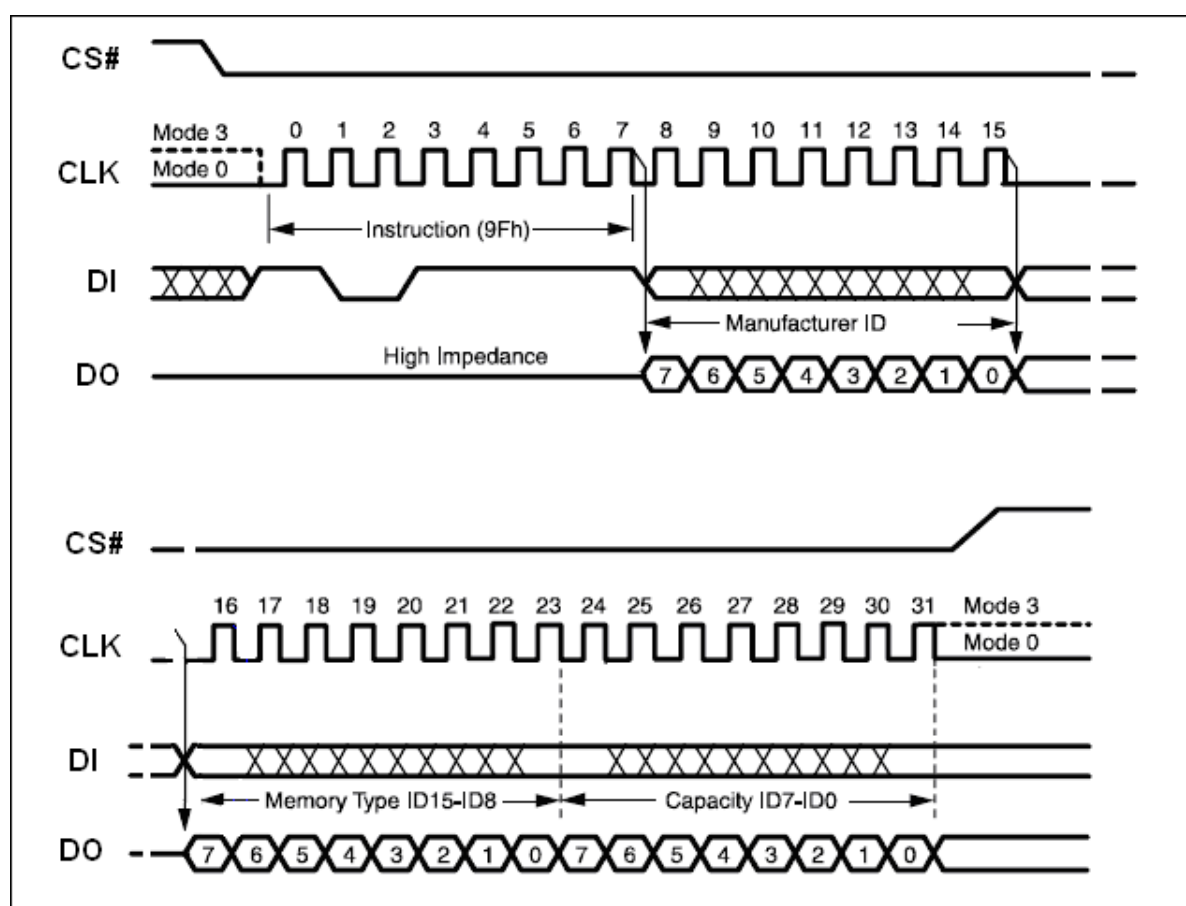 CS#
Mode 3
0 1 2 3 4 5 6 7 8 9 10 11 12 13 14 15
CLK
Mode 0
Instruction (9Fh)
DI
Manufacturer ID
High Impedance
DO
7 6 5 4 3 2 1 0
CS#
16 17 18 19 20 21 22 23 24 25 26 27 28 29 30 31
Mode 3
CLK
Mode 0
DI
Memory Type ID15-ID8
Capacity ID7-ID0
DO
7 6 5 4 3 2 1 0 7 6 5 4 3 2 1 0